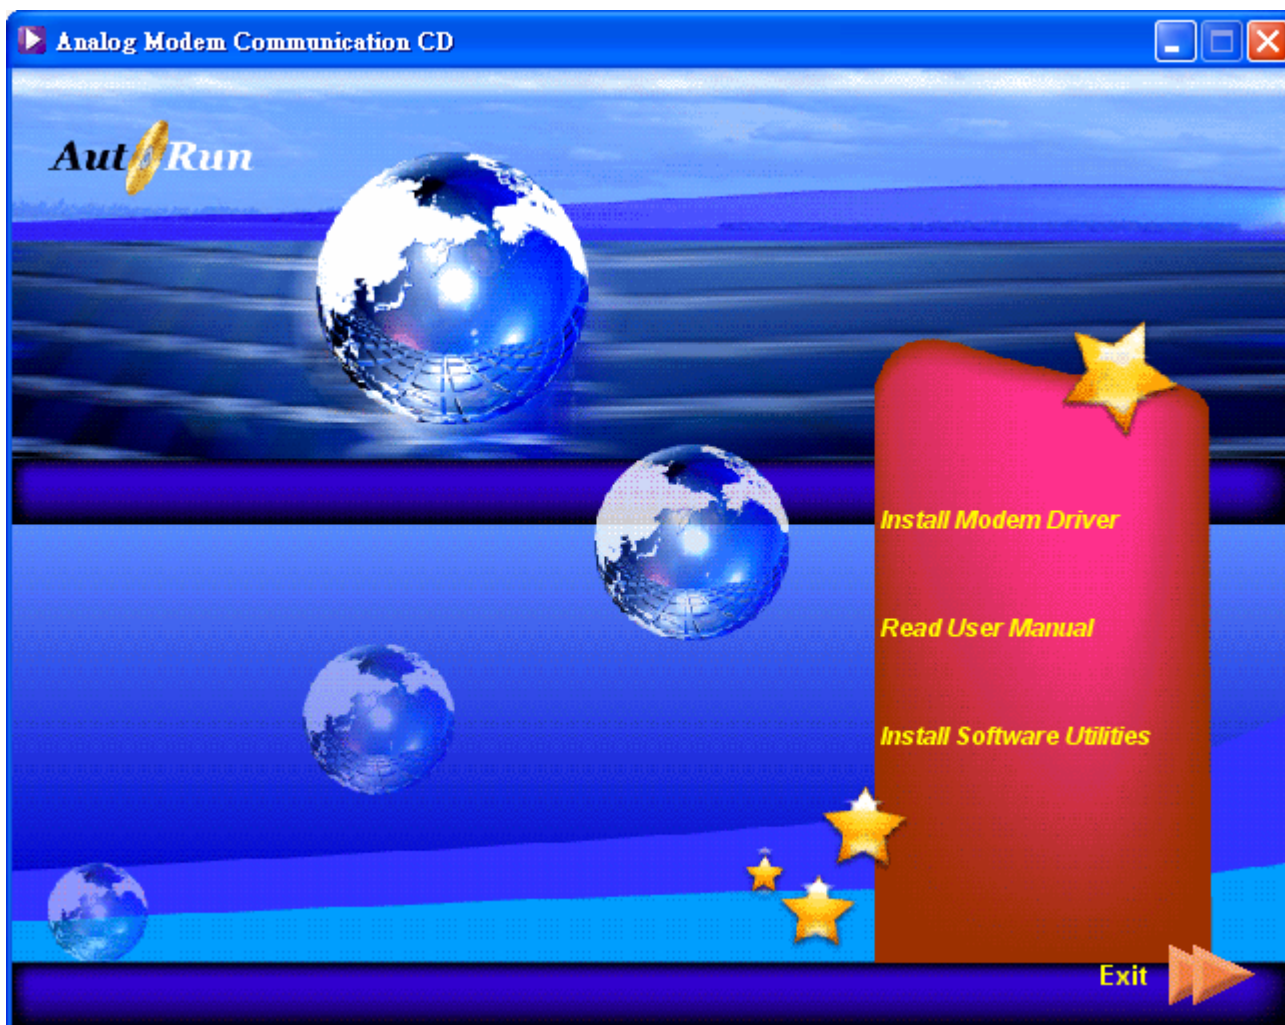 Analog Modem Communication CD
AutoRun
Install Modem Driver
Read User Manual
Install Software Utilities
Exit